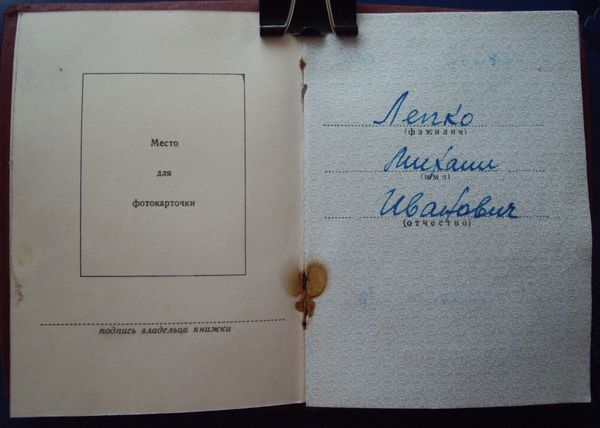 Место
для
фотокарточки
подпись владельца книжки
Лепко
(фамилия)
Михаил
(имя)
Иванович
(отчество)